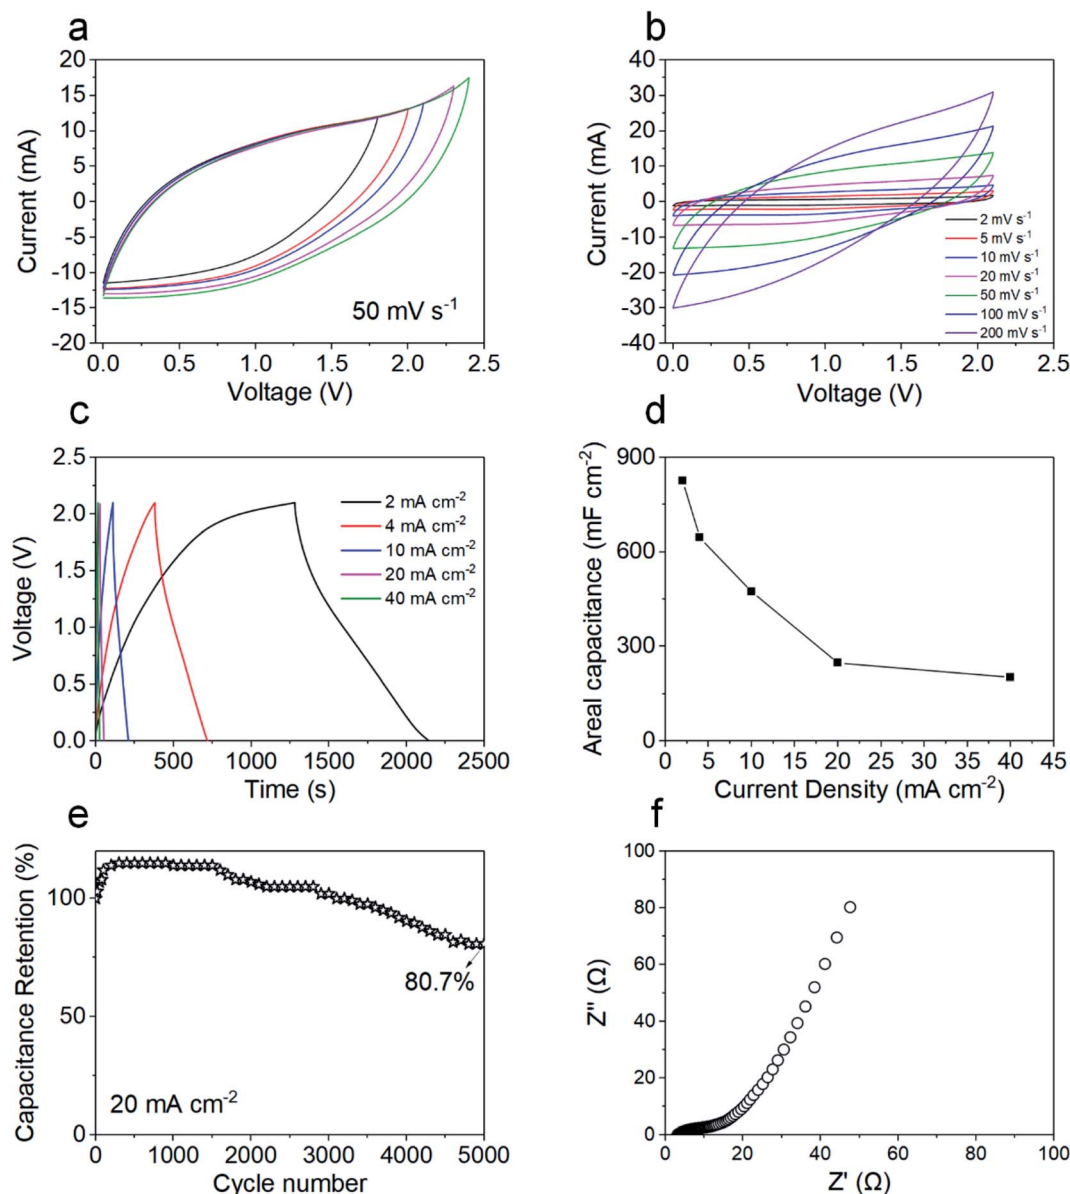 a
20
15
10
5
0
-5
-10
-15
-20
Current (mA)
50 mV s⁻¹
0.0 0.5 1.0 1.5 2.0 2.5
Voltage (V)
b
40
30
20
10
0
-10
-20
-30
-40
Current (mA)
2 mV s⁻¹
5 mV s⁻¹
10 mV s⁻¹
20 mV s⁻¹
50 mV s⁻¹
100 mV s⁻¹
200 mV s⁻¹
0.0 0.5 1.0 1.5 2.0 2.5
Voltage (V)
c
2.5
2.0
1.5
1.0
0.5
0.0
Voltage (V)
2 mA cm⁻²
4 mA cm⁻²
10 mA cm⁻²
20 mA cm⁻²
40 mA cm⁻²
0 500 1000 1500 2000 2500
Time (s)
d
900
600
300
0
Areal capacitance (mF cm⁻²)
0 5 10 15 20 25 30 35 40 45
Current Density (mA cm⁻²)
e
100
50
0
Capacitance Retention (%)
80.7%
20 mA cm⁻²
0 1000 2000 3000 4000 5000
Cycle number
f
100
80
60
40
20
0
Z'' (Ω)
0 20 40 60 80 100
Z' (Ω)